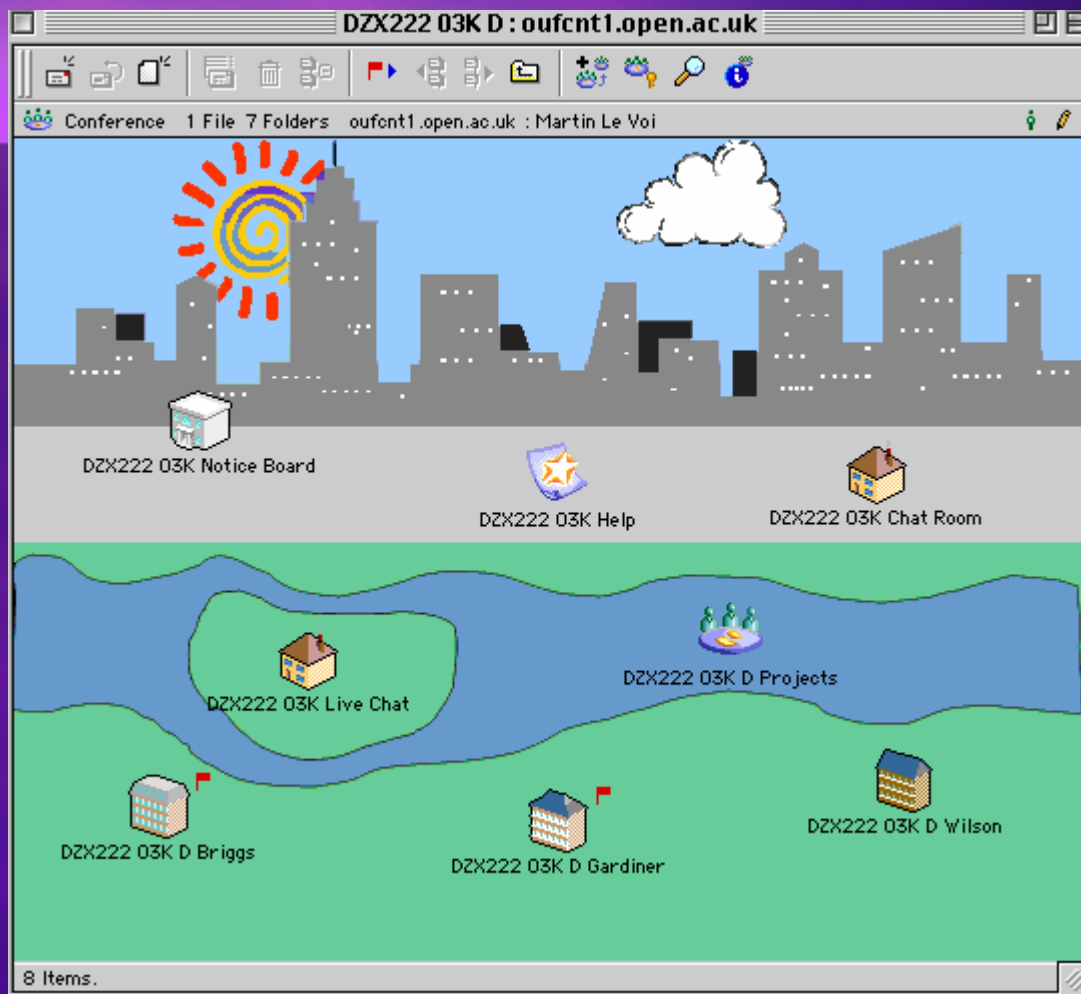 DZX222 03K D : oufcnt1.open.ac.uk
Conference 1 File 7 Folders oufcnt1.open.ac.uk : Martin Le Voi
DZX222 03K Notice Board
DZX222 03K Help
DZX222 03K Chat Room
DZX222 03K Live Chat
DZX222 03K D Projects
DZX222 03K D Briggs
DZX222 03K D Gardiner
DZX222 03K D Wilson
8 Items.